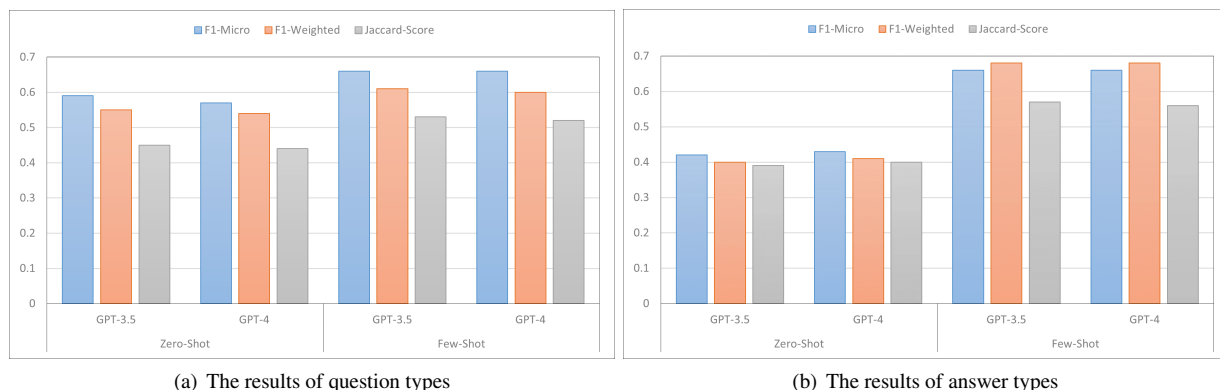 F1-Micro F1-Weighted Jaccard-Score
0.7
0.6
0.5
0.4
0.3
0.2
0.1
0
GPT-3.5 GPT-4 GPT-3.5 GPT-4
Zero-Shot Few-Shot
(a) The results of question types
F1-Micro F1-Weighted Jaccard-Score
0.7
0.6
0.5
0.4
0.3
0.2
0.1
0
GPT-3.5 GPT-4 GPT-3.5 GPT-4
Zero-Shot Few-Shot
(b) The results of answer types